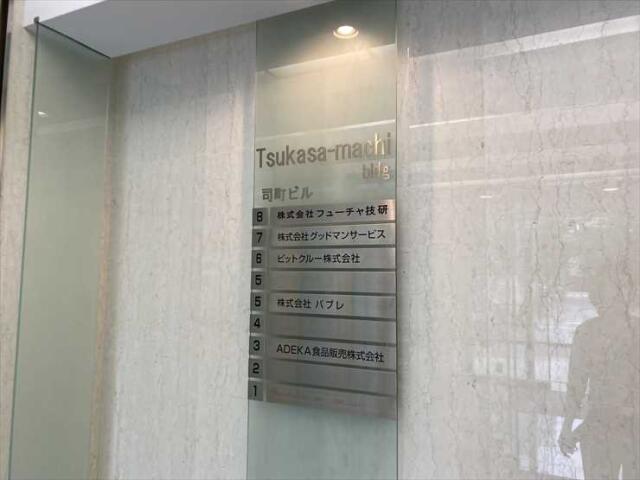 Tsukasa-machi
bldg
司町ビル
8 株式会社フューチャ技研
7 株式会社グッドマンサービス
6 ビットクルー株式会社
5
5 株式会社 バブレ
4
3 ADEKA食品販売株式会社
2
1